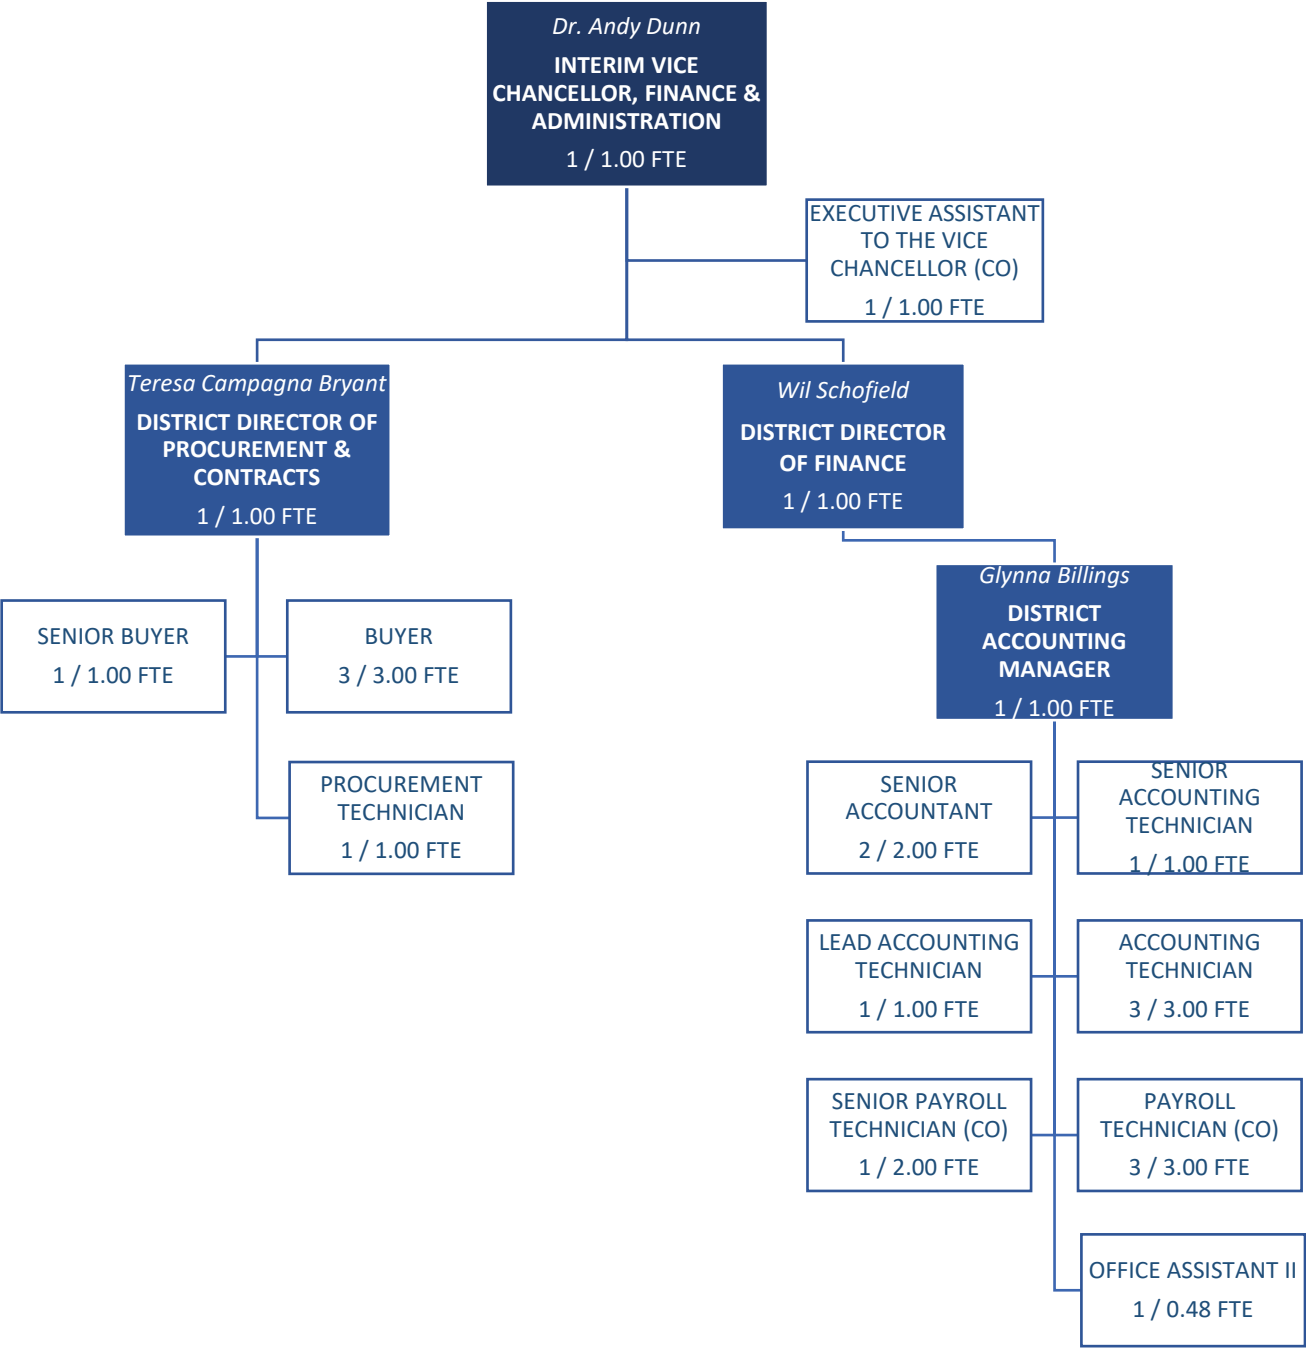 Dr. Andy Dunn
INTERIM VICE
CHANCELLOR, FINANCE &
ADMINISTRATION
1 / 1.00 FTE
EXECUTIVE ASSISTANT
TO THE VICE
CHANCELLOR (CO)
1 / 1.00 FTE
Teresa Campagna Bryant
DISTRICT DIRECTOR OF
PROCUREMENT &
CONTRACTS
1 / 1.00 FTE
Wil Schofield
DISTRICT DIRECTOR
OF FINANCE
1 / 1.00 FTE
Glynna Billings
DISTRICT
ACCOUNTING
MANAGER
1 / 1.00 FTE
SENIOR BUYER
1 / 1.00 FTE
BUYER
3 / 3.00 FTE
PROCUREMENT
TECHNICIAN
1 / 1.00 FTE
SENIOR
ACCOUNTANT
2 / 2.00 FTE
SENIOR
ACCOUNTING
TECHNICIAN
1 / 1.00 FTE
LEAD ACCOUNTING
TECHNICIAN
1 / 1.00 FTE
ACCOUNTING
TECHNICIAN
3 / 3.00 FTE
SENIOR PAYROLL
TECHNICIAN (CO)
1 / 2.00 FTE
PAYROLL
TECHNICIAN (CO)
3 / 3.00 FTE
OFFICE ASSISTANT II
1 / 0.48 FTE